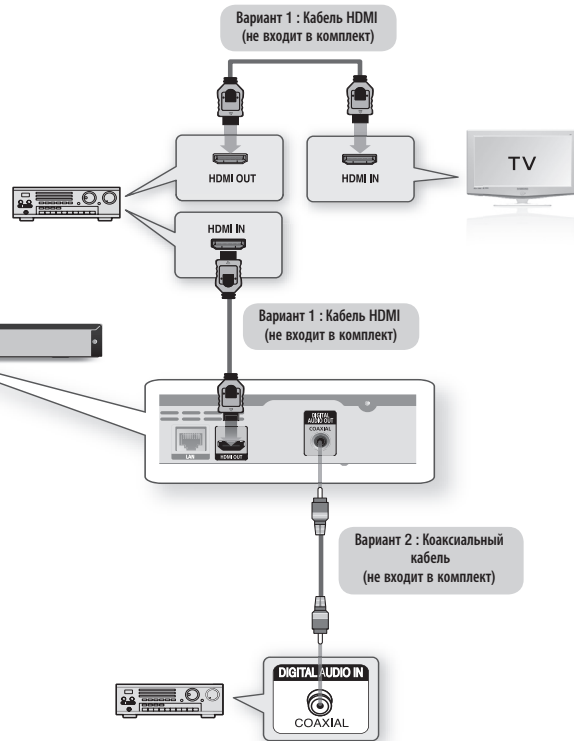 Вариант 1 : Кабель HDMI
(не входит в комплект)
HDMI OUT
HDMI IN
TV
HDMI IN
Вариант 1 : Кабель HDMI
(не входит в комплект)
LAN
HDMI OUT
DIGITAL
AUDIO OUT
COAXIAL
Вариант 2 : Коаксиальный
кабель
(не входит в комплект)
DIGITAL AUDIO IN
COAXIAL